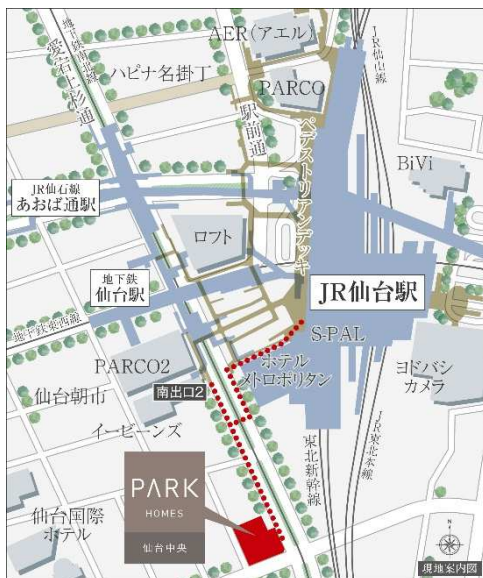 AER(アエル)
地下鉄南北線
愛宕上杉通
ハピナ名掛丁
PARCO
JR仙山線
駅前通
ペデストリアンデッキ
BiVi
JR仙石線
あおば通駅
ロフト
地下鉄
仙台駅
JR仙台駅
地下鉄東西線
S-PAL
PARCO2
ホテル
メトロポリタン
ヨドバシ
カメラ
南出口2
仙台朝市
イービーンズ
東北新幹線
JR東北本線
PARK
HOMES
仙台中央
仙台国際
ホテル
N
現地案内図